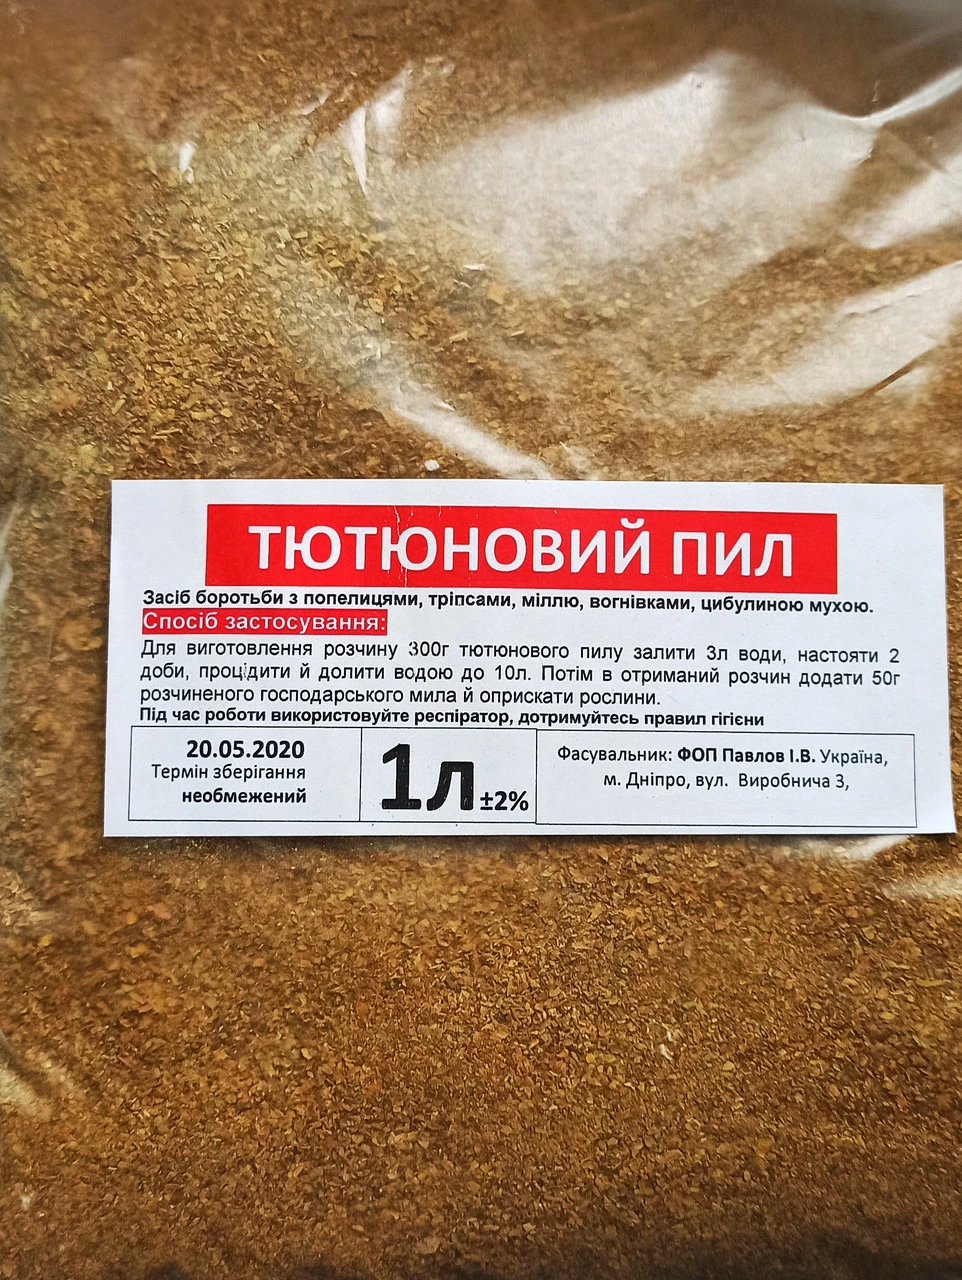 ТЮТЮНОВИЙ ПИЛ
Засіб боротьби з попелицями, тріпсами, міллю, вогнівками, цибулиною мухою.
Спосіб застосування:
Для виготовлення розчину 300г тютюнового пилу залити 3л води, настояти 2
доби, процідити й долити водою до 10л. Потім в отриманий розчин додати 50г
розчиненого господарського мила й оприскати рослини.
Під час роботи використовуйте респіратор, дотримуйтесь правил гігієни
20.05.2020
Термін зберігання
необмежений
1л ±2%
Фасувальник: ФОП Павлов І.В. Україна,
м. Дніпро, вул. Виробнича 3,